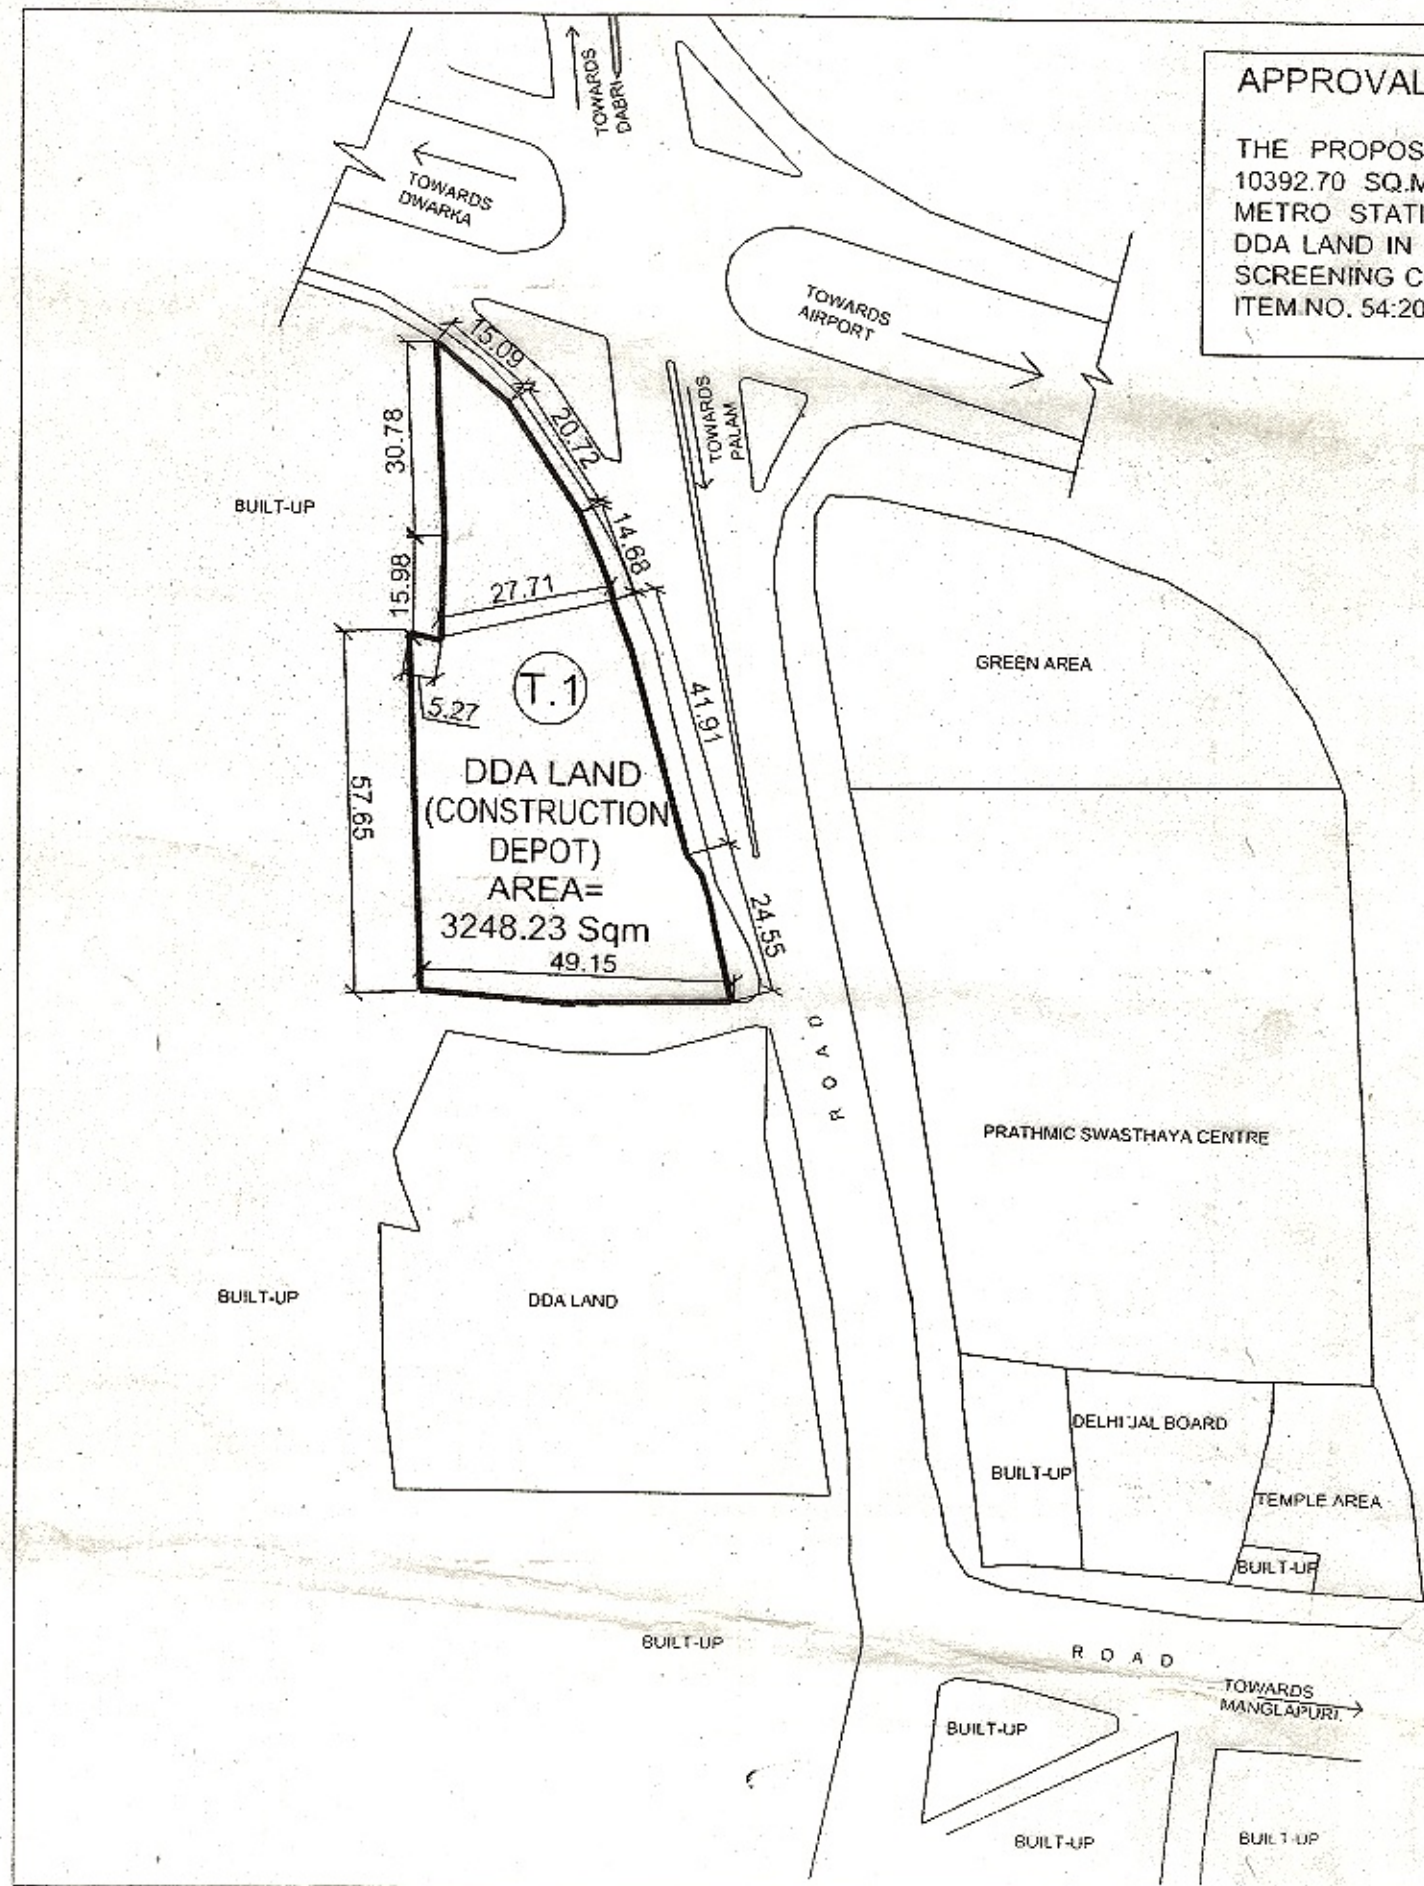 APPROVAL
THE PROPOS
10392.70 SQ.M
METRO STATI
DDA LAND IN
SCREENING C
ITEM NO. 54:20
TOWARDS
DABRI
TOWARDS
DWARKA
TOWARDS
AIRPORT
TOWARDS
PALAM
15.09
20.72
14.68
30.78
15.98
27.71
BUILT-UP
5.27
57.65
41.91
24.55
T.1
DDA LAND
(CONSTRUCTION
DEPOT)
AREA=
3248.23 Sqm
49.15
GREEN AREA
ROAD
PRATHMIC SWASTHAYA CENTRE
BUILT-UP
DDA LAND
DELHI JAL BOARD
BUILT-UP
TEMPLE AREA
BUILT-UP
BUILT-UP
ROAD
TOWARDS
MANGLAPURI
BUILT-UP
BUILT-UP
BUILT-UP